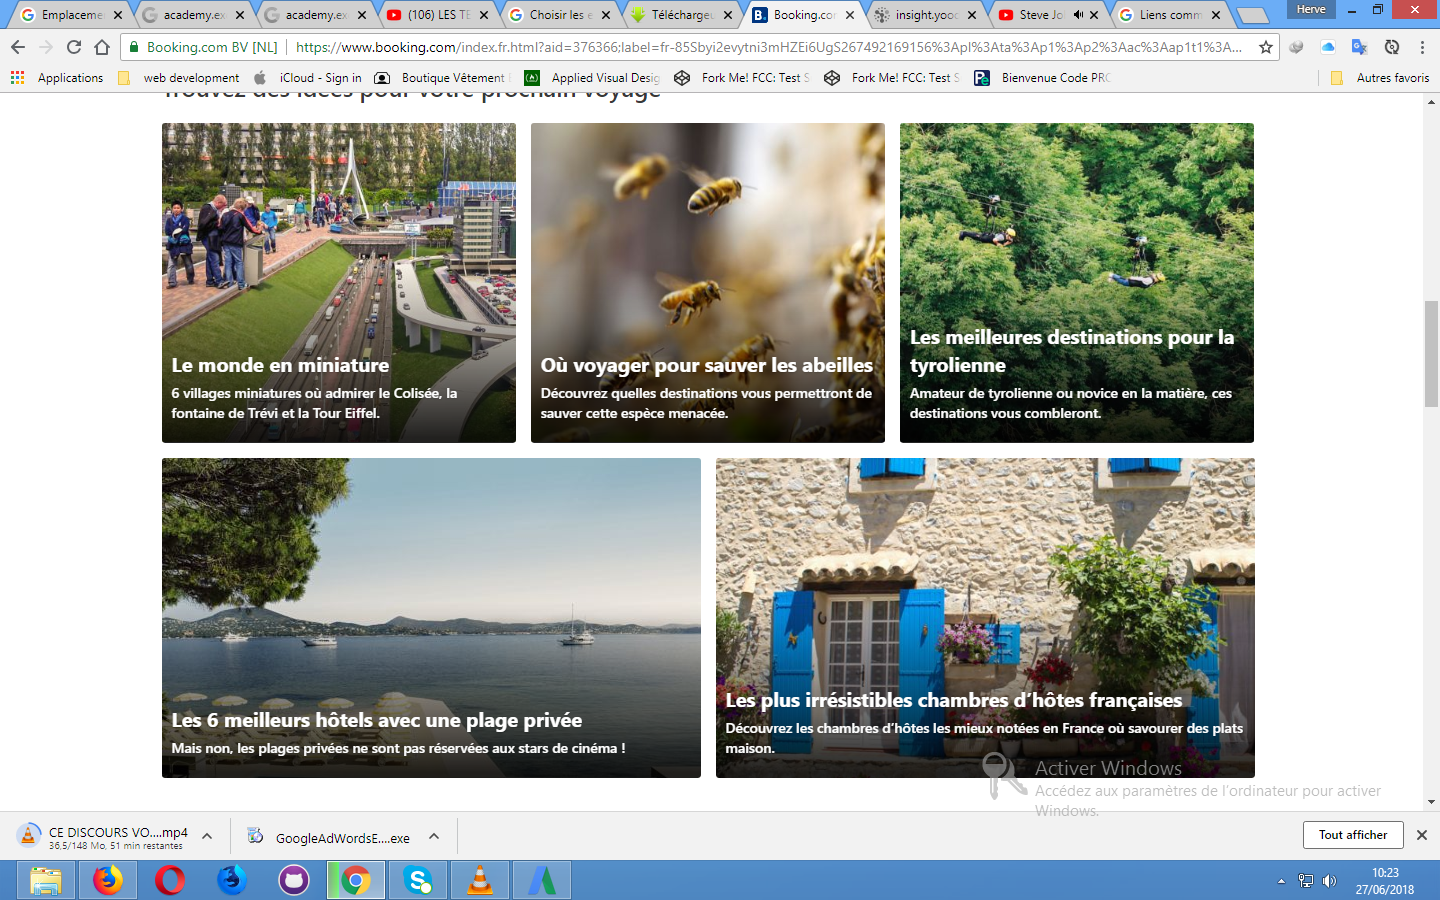 Emplaceme
academy.ex
academy.ex
(106) LES TE
Choisir les e
Télécharge
Booking.co
insight.yooc
Steve Jo
Liens comm
Herve
Booking.com BV [NL]
https://www.booking.com/index.fr.html?aid=376366;label=fr-85Sbyi2evytni3mHZEi6UgS267492169156%3Apl%3Ata%3Ap1%3Ap2%3Aac%3Aap1t1%3A...
Applications
web development
iCloud - Sign in
Boutique Vêtement
Applied Visual Desig
Fork Me! FCC: Test S
Fork Me! FCC: Test S
Bienvenue Code PRO
Autres favoris
Trouvez des idées pour votre prochain voyage
Le monde en miniature
6 villages miniatures où admirer le Colisée, la
fontaine de Trévi et la Tour Eiffel.
Où voyager pour sauver les abeilles
Découvrez quelles destinations vous permettront de
sauver cette espèce menacée.
Les meilleures destinations pour la
tyrolienne
Amateur de tyrolienne ou novice en la matière, ces
destinations vous combleront.
Les 6 meilleurs hôtels avec une plage privée
Mais non, les plages privées ne sont pas réservées aux stars de cinéma !
Les plus irrésistibles chambres d’hôtes françaises
Découvrez les chambres d’hôtes les mieux notées en France où savourer des plats
maison.
Activer Windows
Accédez aux paramètres de l’ordinateur pour activer
Windows.
CE DISCOURS VO....mp4
36,5/148 Mo, 51 min restantes
GoogleAdWordsE....exe
Tout afficher
10:23
27/06/2018